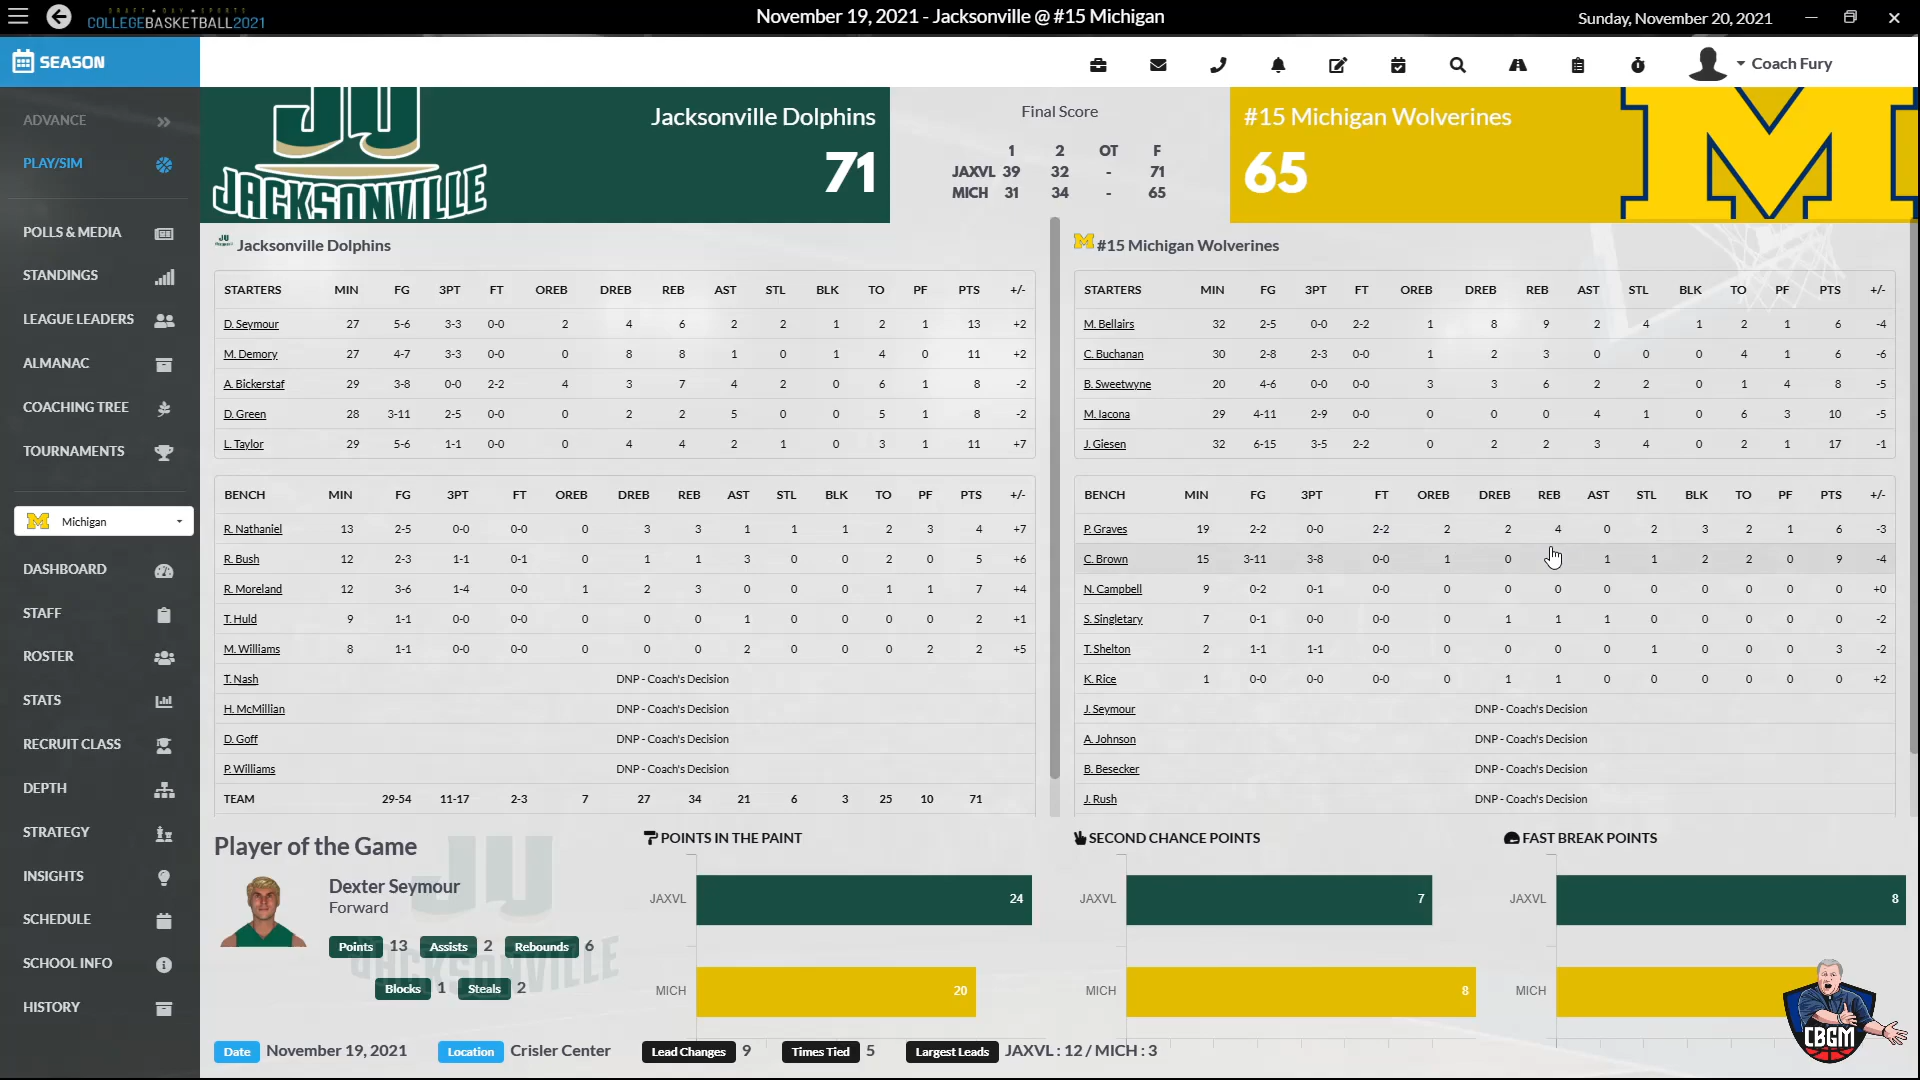 DRAFT • DAY • SPORTS
COLLEGEBASKETBALL2021
November 19, 2021 - Jacksonville @ #15 Michigan
Sunday, November 20, 2021
SEASON
Coach Fury
ADVANCE
PLAY/SIM
POLLS & MEDIA
STANDINGS
LEAGUE LEADERS
ALMANAC
COACHING TREE
TOURNAMENTS
Michigan
DASHBOARD
STAFF
ROSTER
STATS
RECRUIT CLASS
DEPTH
STRATEGY
INSIGHTS
SCHEDULE
SCHOOL INFO
HISTORY
JU
JACKSONVILLE
Jacksonville Dolphins
71
Final Score
1 2 OT F
JAXVL 39 32 - 71
MICH 31 34 - 65
#15 Michigan Wolverines
65
M
JU Jacksonville Dolphins
STARTERS MIN FG 3PT FT OREB DREB REB AST STL BLK TO PF PTS +/-
D. Seymour 27 5-6 3-3 0-0 2 4 6 2 2 1 2 1 13 +2
M. Demory 27 4-7 3-3 0-0 0 8 8 1 0 1 4 0 11 +2
A. Bickerstaf 29 3-8 0-0 2-2 4 3 7 4 2 0 6 1 8 -2
D. Green 28 3-11 2-5 0-0 0 2 2 5 0 0 5 1 8 -2
L. Taylor 29 5-6 1-1 0-0 0 4 4 2 1 0 3 1 11 +7
BENCH MIN FG 3PT FT OREB DREB REB AST STL BLK TO PF PTS +/-
R. Nathaniel 13 2-5 0-0 0-0 0 3 3 1 1 1 2 3 4 +7
R. Bush 12 2-3 1-1 0-1 0 1 1 3 0 0 2 0 5 +6
R. Moreland 12 3-6 1-4 0-0 1 2 3 0 0 0 1 1 7 +4
T. Huld 9 1-1 0-0 0-0 0 0 0 1 0 0 0 0 2 +1
M. Williams 8 1-1 0-0 0-0 0 0 0 2 0 0 0 2 2 +5
T. Nash DNP - Coach's Decision
H. McMillian DNP - Coach's Decision
D. Goff DNP - Coach's Decision
P. Williams DNP - Coach's Decision
TEAM 29-54 11-17 2-3 7 27 34 21 6 3 25 10 71
M #15 Michigan Wolverines
STARTERS MIN FG 3PT FT OREB DREB REB AST STL BLK TO PF PTS +/-
M. Bellairs 32 2-5 0-0 2-2 1 8 9 2 4 1 2 1 6 -4
C. Buchanan 30 2-8 2-3 0-0 1 2 3 0 0 0 4 1 6 -6
B. Sweetwyne 20 4-6 0-0 0-0 3 3 6 2 2 0 1 4 8 -5
M. Iacona 29 4-11 2-9 0-0 0 0 0 4 1 0 6 3 10 -5
J. Giesen 32 6-15 3-5 2-2 0 2 2 3 4 0 2 1 17 -1
BENCH MIN FG 3PT FT OREB DREB REB AST STL BLK TO PF PTS +/-
P. Graves 19 2-2 0-0 2-2 2 2 4 0 2 3 2 1 6 -3
C. Brown 15 3-11 3-8 0-0 1 0 1 1 2 2 0 9 -4
N. Campbell 9 0-2 0-1 0-0 0 0 0 0 0 0 0 0 0 +0
S. Singletary 7 0-1 0-0 0-0 0 1 1 1 0 0 0 0 0 -2
T. Shelton 2 1-1 1-1 0-0 0 0 0 0 1 0 0 0 3 -2
K. Rice 1 0-0 0-0 0-0 0 1 1 0 0 0 0 0 0 +2
J. Seymour DNP - Coach's Decision
A. Johnson DNP - Coach's Decision
B. Besecker DNP - Coach's Decision
J. Rush DNP - Coach's Decision
Player of the Game
JU
JACKSONVILLE
Dexter Seymour
Forward
Points 13 Assists 2 Rebounds 6
Blocks 1 Steals 2
POINTS IN THE PAINT
JAXVL 24
MICH 20
SECOND CHANCE POINTS
JAXVL 7
MICH 8
FAST BREAK POINTS
JAXVL 8
MICH
CBGM
Date November 19, 2021 Location Crisler Center Lead Changes 9 Times Tied 5 Largest Leads JAXVL : 12 / MICH : 3